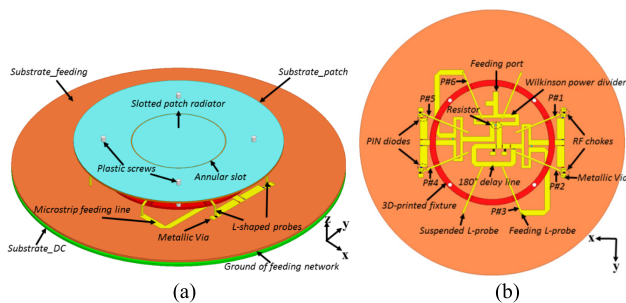 Substrate_feeding
Substrate_patch
Slotted patch radiator
Plastic screws
Annular slot
Microstrip feeding line
Metallic Via
L-shaped probes
Substrate_DC
Ground of feeding network
z
y
x
(a)
Feeding port
P#6
Wilkinson power divider
Resistor
P#5
P#1
PIN diodes
RF chokes
P#4
180° delay line
P#2
Metallic Via
3D-printed fixture
P#3
Suspended L-probe
Feeding L-probe
x
y
(b)